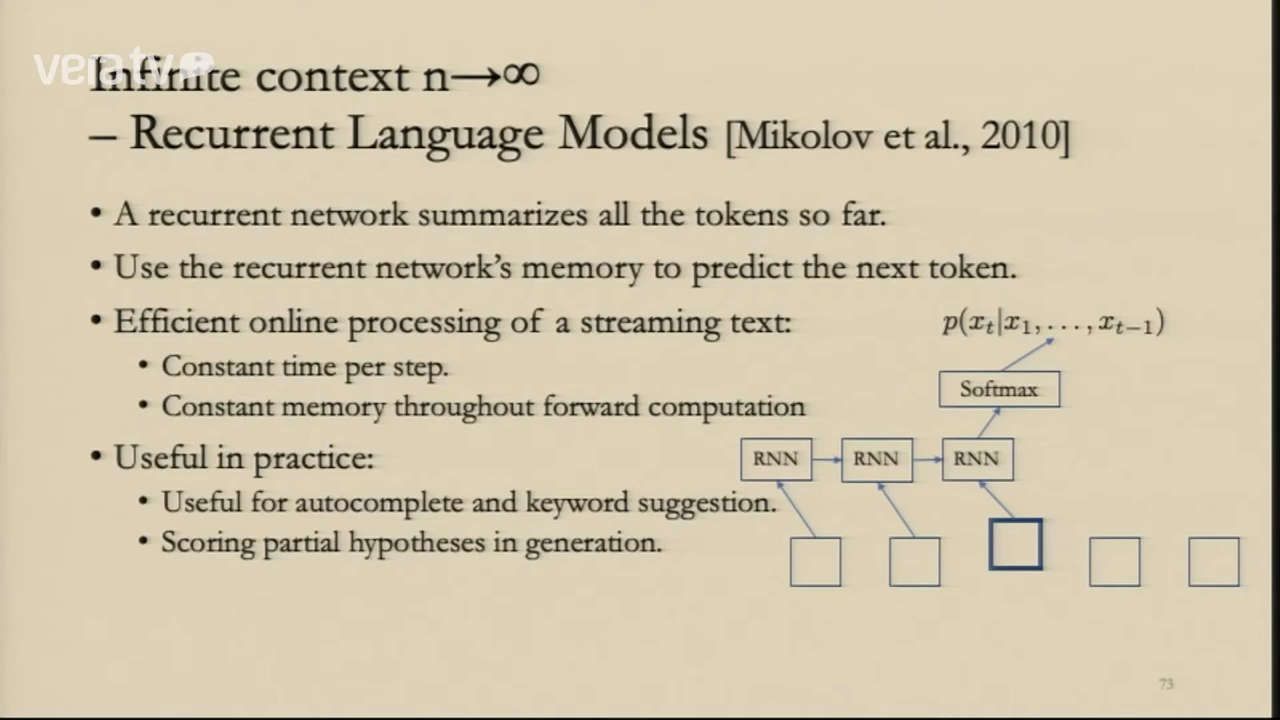 vera tv
Infinite context n→∞
– Recurrent Language Models [Mikolov et al., 2010]
• A recurrent network summarizes all the tokens so far.
• Use the recurrent network’s memory to predict the next token.
• Efficient online processing of a streaming text:
p(x_t|x_1, . . . , x_{t−1})
• Constant time per step.
Softmax
• Constant memory throughout forward computation
• Useful in practice:
RNN RNN RNN
• Useful for autocomplete and keyword suggestion.
• Scoring partial hypotheses in generation.
73